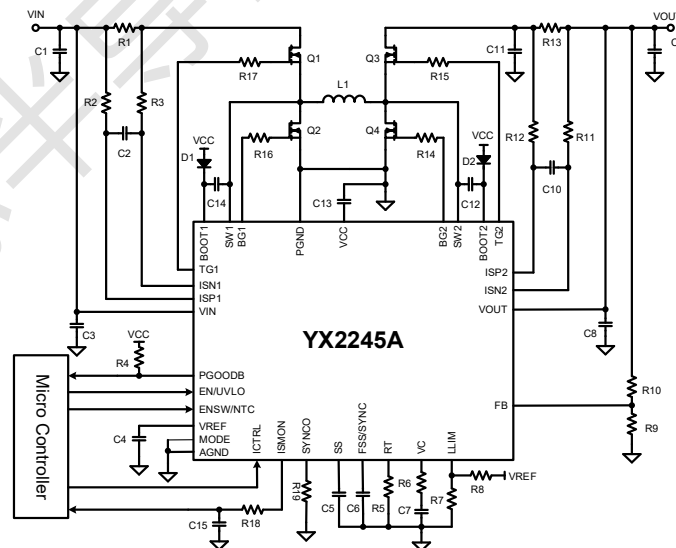 VIN
VOUT
R1
R13
C1
C11
C
Q1
Q3
R17
R15
L1
R2
R3
R12
R11
VCC
VCC
Q2
Q4
R16
R14
C2
C10
D1
D2
C14
C13
C12
BOOT1
SW1
BG1
PGND
VCC
BG2
SW2
BOOT2
TG2
TG1
ISN1
ISP1
VIN
ISP2
ISN2
VOUT
C3
C8
YX2245A
VCC
R4
PGOODB
EN/UVLO
ENSW/NTC
VREF
MODE
AGND
FB
R10
R9
C4
Micro Controller
ICTRL
ISMON
SYNCO
SS
FSS/SYNC
RT
VC
LLIM
R19
C5
C6
R5
R6
C7
R7
R8
VREF
C15
R18